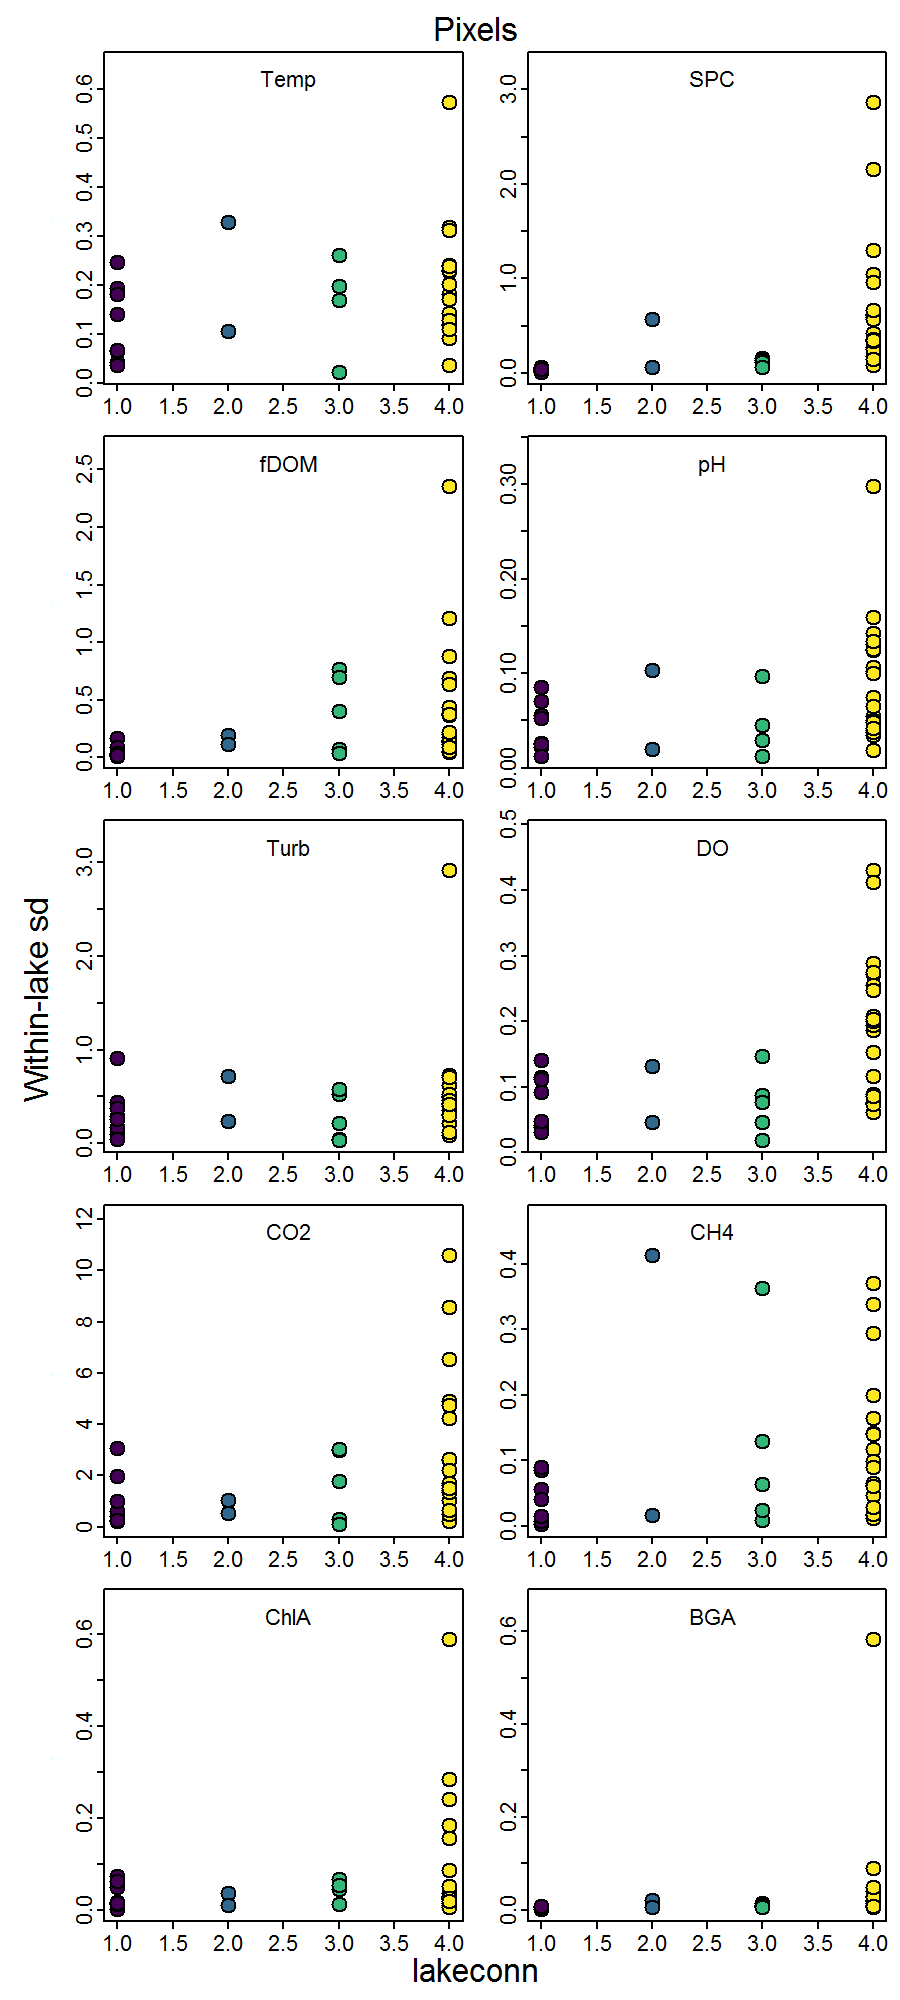 Pixels
Temp
0.0 0.1 0.2 0.3 0.4 0.5 0.6
1.0 1.5 2.0 2.5 3.0 3.5 4.0
SPC
0.0 1.0 2.0 3.0
1.0 1.5 2.0 2.5 3.0 3.5 4.0
fDOM
0.0 0.5 1.0 1.5 2.0 2.5
1.0 1.5 2.0 2.5 3.0 3.5 4.0
pH
0.00 0.10 0.20 0.30
1.0 1.5 2.0 2.5 3.0 3.5 4.0
Within-lake sd
Turb
0.0 1.0 2.0 3.0
1.0 1.5 2.0 2.5 3.0 3.5 4.0
DO
0.0 0.1 0.2 0.3 0.4 0.5
1.0 1.5 2.0 2.5 3.0 3.5 4.0
CO2
0 2 4 6 8 10 12
1.0 1.5 2.0 2.5 3.0 3.5 4.0
CH4
0.0 0.1 0.2 0.3 0.4
1.0 1.5 2.0 2.5 3.0 3.5 4.0
ChlA
0.0 0.2 0.4 0.6
1.0 1.5 2.0 2.5 3.0 3.5 4.0
BGA
0.0 0.2 0.4 0.6
1.0 1.5 2.0 2.5 3.0 3.5 4.0
lakeconn